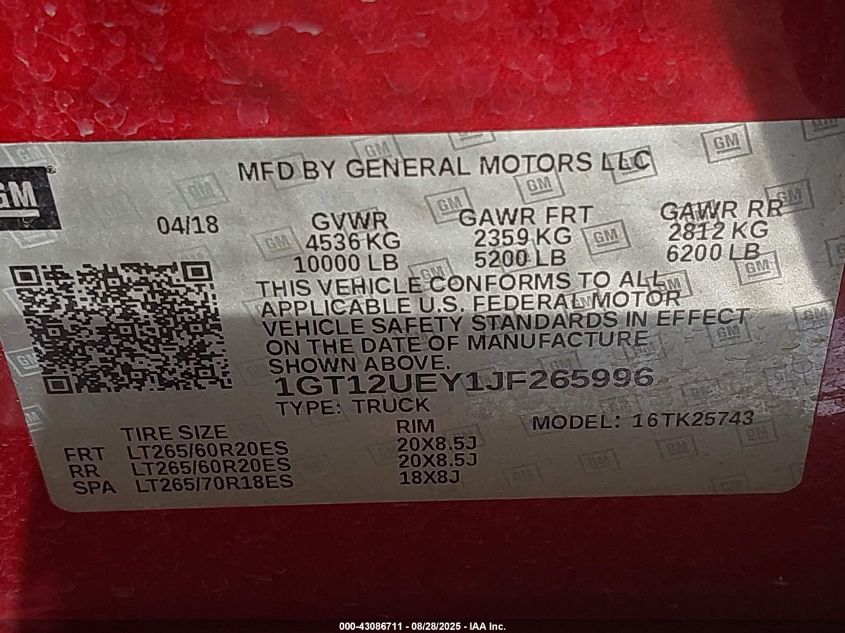 GM
MFD BY GENERAL MOTORS LLC
04/18
GVWR
4536 KG
10000 LB
GAWR FRT
2359 KG
5200 LB
GAWR RR
2812 KG
6200 LB
THIS VEHICLE CONFORMS TO ALL
APPLICABLE U.S. FEDERAL MOTOR
VEHICLE SAFETY STANDARDS IN EFFECT
ON THE DATE OF MANUFACTURE
SHOWN ABOVE.
1GT12UEY1JF265996
TYPE: TRUCK
MODEL: 16TK25743
TIRE SIZE RIM
FRT LT265/60R20ES 20X8.5J
RR LT265/60R20ES 20X8.5J
SPA LT265/70R18ES 18X8J
000-43086711 - 08/28/2025 - IAA Inc.